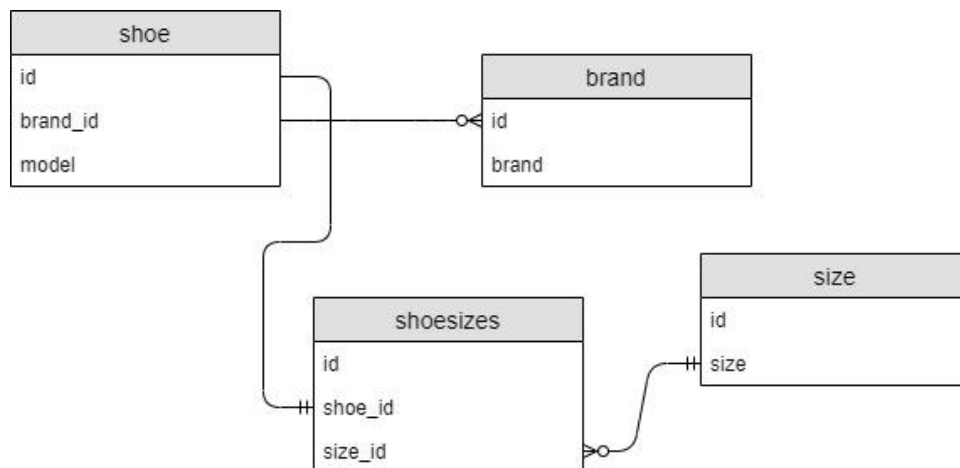 shoe
id
brand_id
model
brand
id
brand
shoesizes
id
shoe_id
size_id
size
id
size